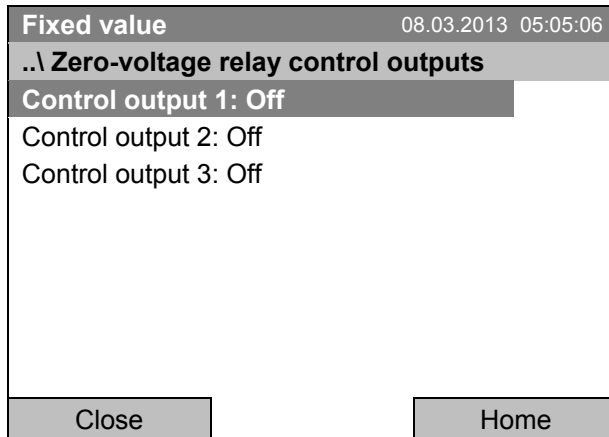 Fixed value 08.03.2013 05:05:06
..\ Zero-voltage relay control outputs
Control output 1: Off
Control output 2: Off
Control output 3: Off
Close Home